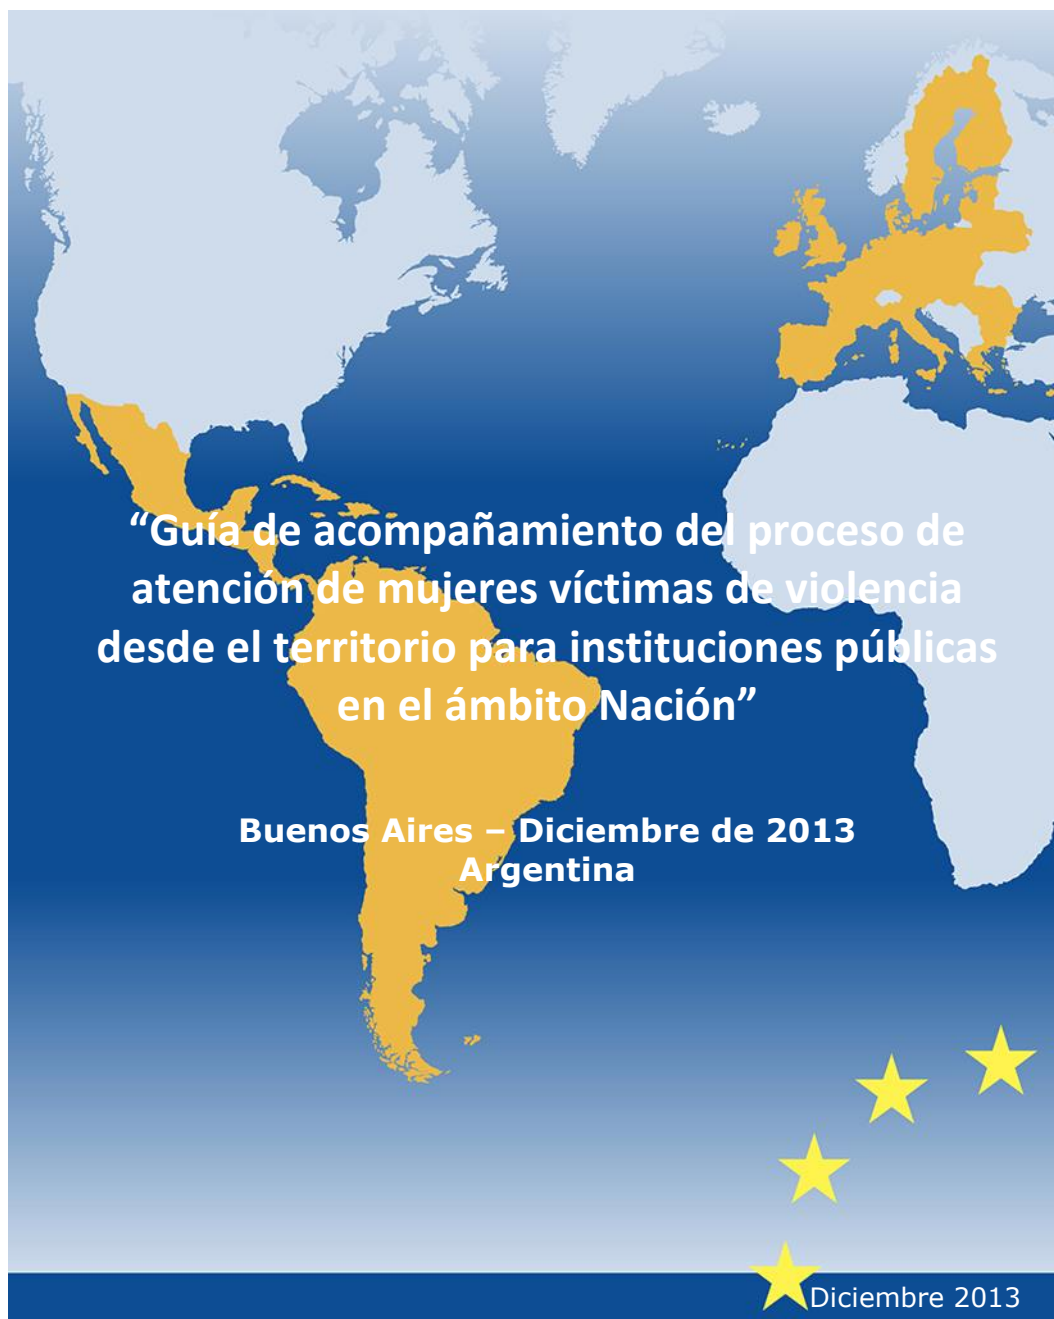 “Guía de acompañamiento del proceso de
atención de mujeres víctimas de violencia
desde el territorio para instituciones públicas
en el ámbito Nación”
Buenos Aires – Diciembre de 2013
Argentina
Diciembre 2013